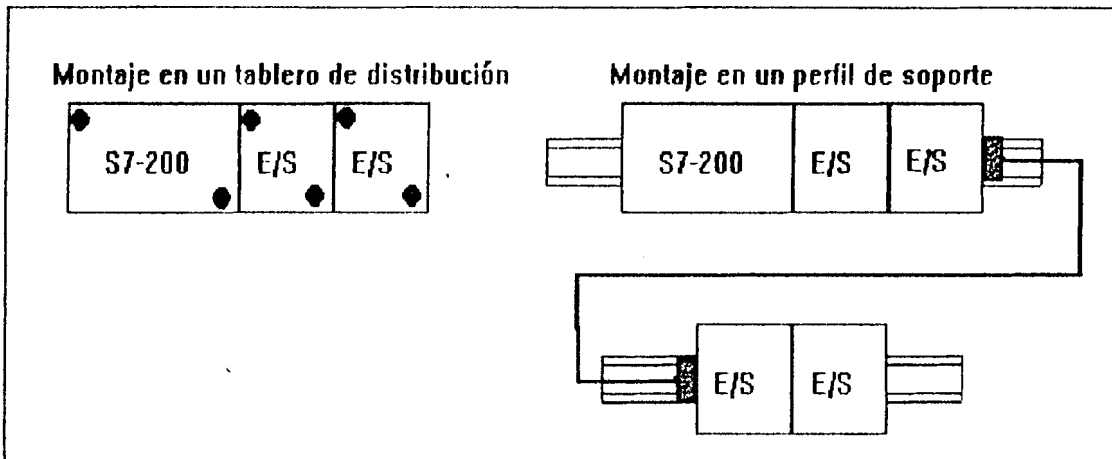 Montaje en un tablero de distribución
S7-200
E/S
E/S
Montaje en un perfil de soporte
S7-200
E/S
E/S
E/S
E/S